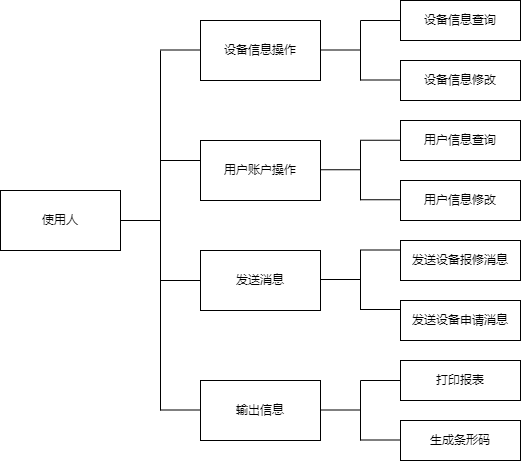 使用人
设备信息操作
设备信息查询
设备信息修改
用户账户操作
用户信息查询
用户信息修改
发送消息
发送设备报修消息
发送设备申请消息
输出信息
打印报表
生成条形码